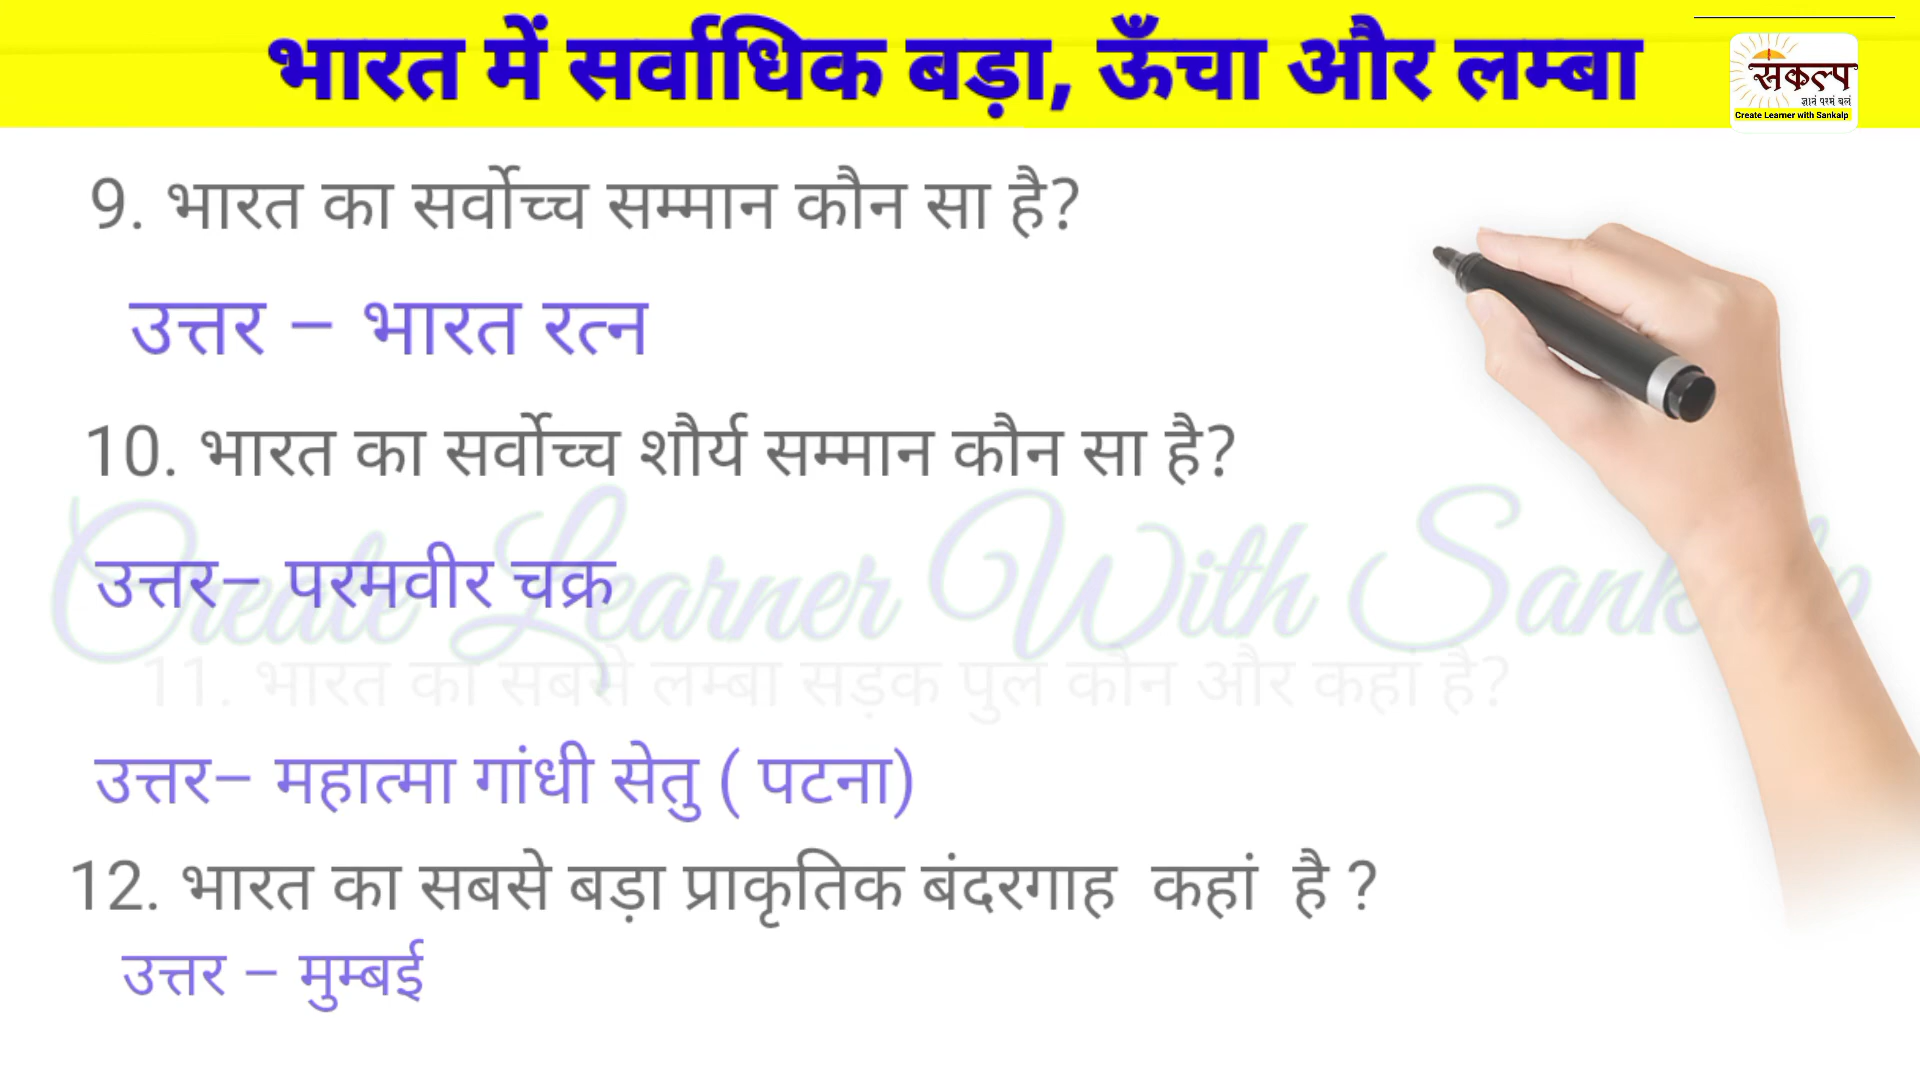 भारत में सर्वाधिक बड़ा, ऊँचा और लम्बा
संकल्प
ज्ञानं परमं बलं
Create Learner with Sankalp
9. भारत का सर्वोच्च सम्मान कौन सा है?
उत्तर – भारत रत्न
10. भारत का सर्वोच्च शौर्य सम्मान कौन सा है?
Create Learner With Sankalp
उत्तर– परमवीर चक्र
11. भारत का सबसे लम्बा सड़क पुल कौन और कहां है?
उत्तर– महात्मा गांधी सेतु ( पटना)
12. भारत का सबसे बड़ा प्राकृतिक बंदरगाह कहां है ?
उत्तर – मुम्बई